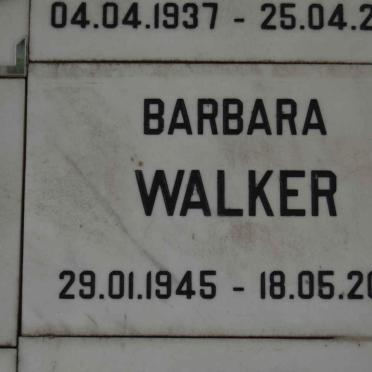 04.04.1937 - 25.04.2
BARBARA
WALKER
29.01.1945 - 18.05.20